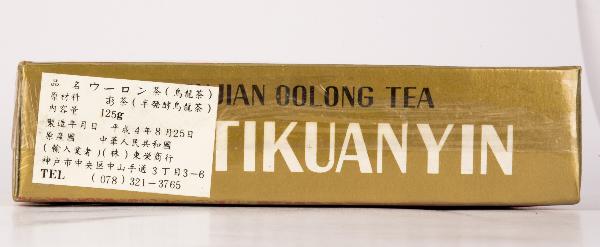 品名 ウーロン茶(烏龍茶)
原材料 お茶(半発酵烏龍茶)
内容量 125g
製造年月日 平成4年8月25日
原産國 中華人民共和國
(輸入業者)(株)東榮商行
神戸市中央区中山手通3丁目3-6
TEL (078)321-3765
JIAN OOLONG TEA
TIKUANYIN